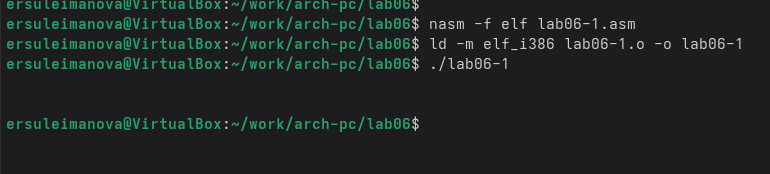 ersuleimanova@VirtualBox:~/work/arch-pc/lab06$
ersuleimanova@VirtualBox:~/work/arch-pc/lab06$ nasm -f elf lab06-1.asm
ersuleimanova@VirtualBox:~/work/arch-pc/lab06$ ld -m elf_i386 lab06-1.o -o lab06-1
ersuleimanova@VirtualBox:~/work/arch-pc/lab06$ ./lab06-1
ersuleimanova@VirtualBox:~/work/arch-pc/lab06$